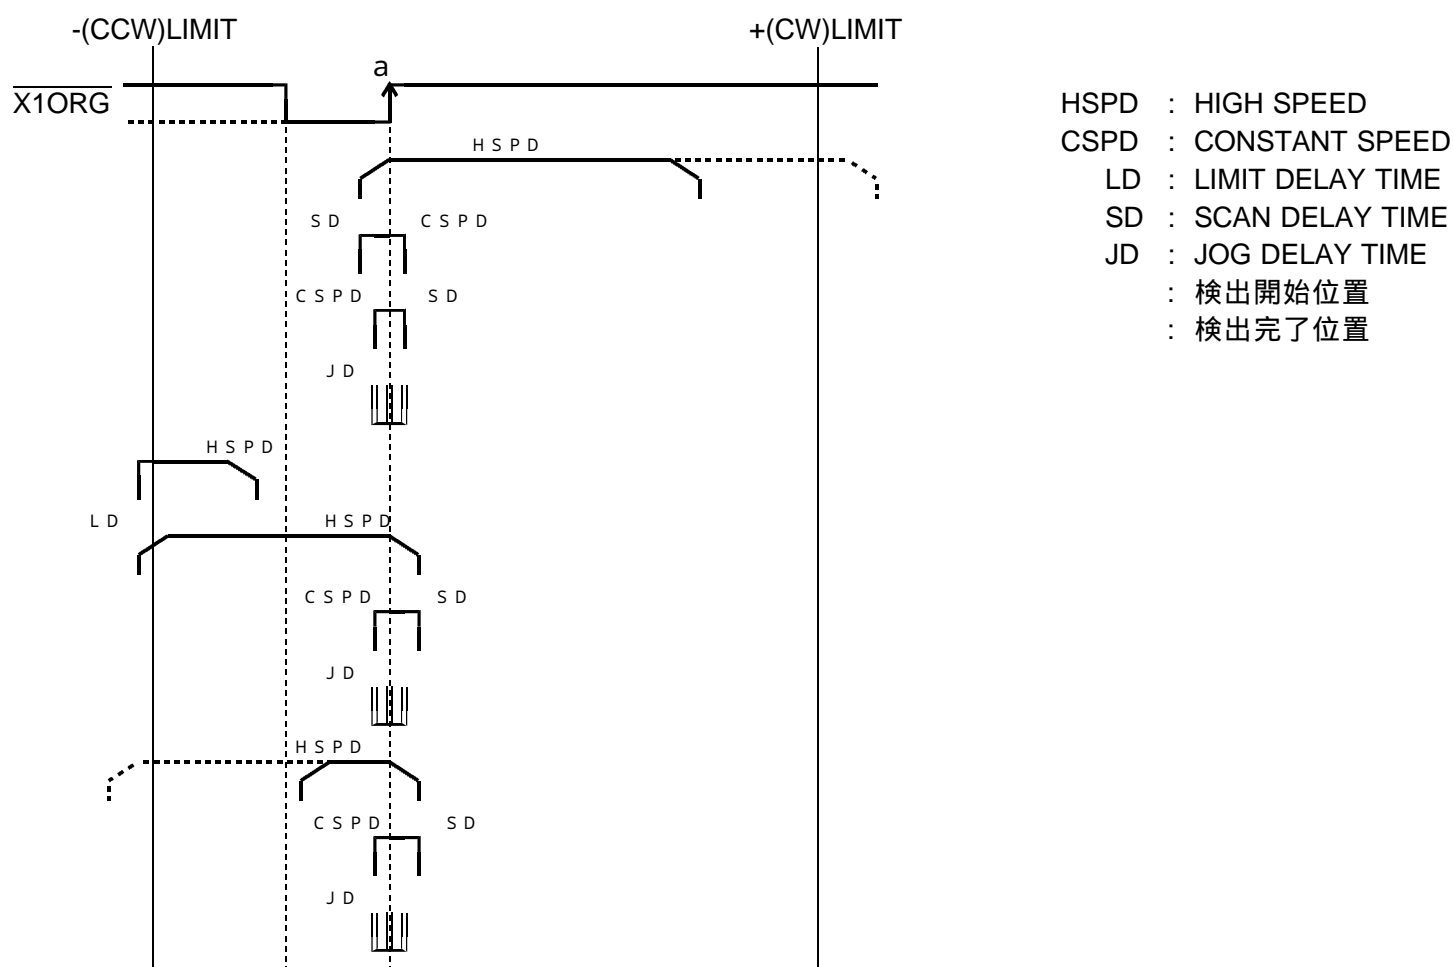 -(CCW)LIMIT
+(CW)LIMIT
a
X1ORG
HSPD
SD CSPD
CSPD SD
JD
HSPD
LD HSPD
CSPD SD
JD
HSPD
CSPD SD
JD
HSPD : HIGH SPEED
CSPD : CONSTANT SPEED
LD : LIMIT DELAY TIME
SD : SCAN DELAY TIME
JD : JOG DELAY TIME
: 検出開始位置
: 検出完了位置